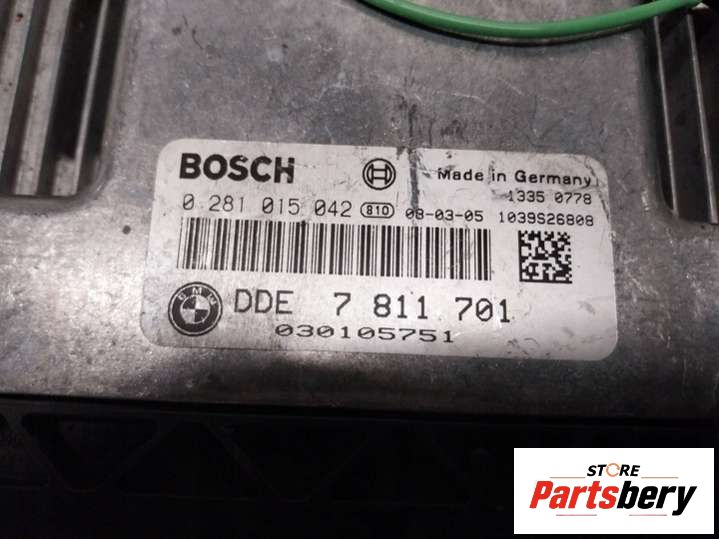 BOSCH
Made in Germany
1335 0778
0 281 015 042 810 08-03-05 1039S26808
BMW
DDE 7 811 701
030105751
STORE
Partsbery